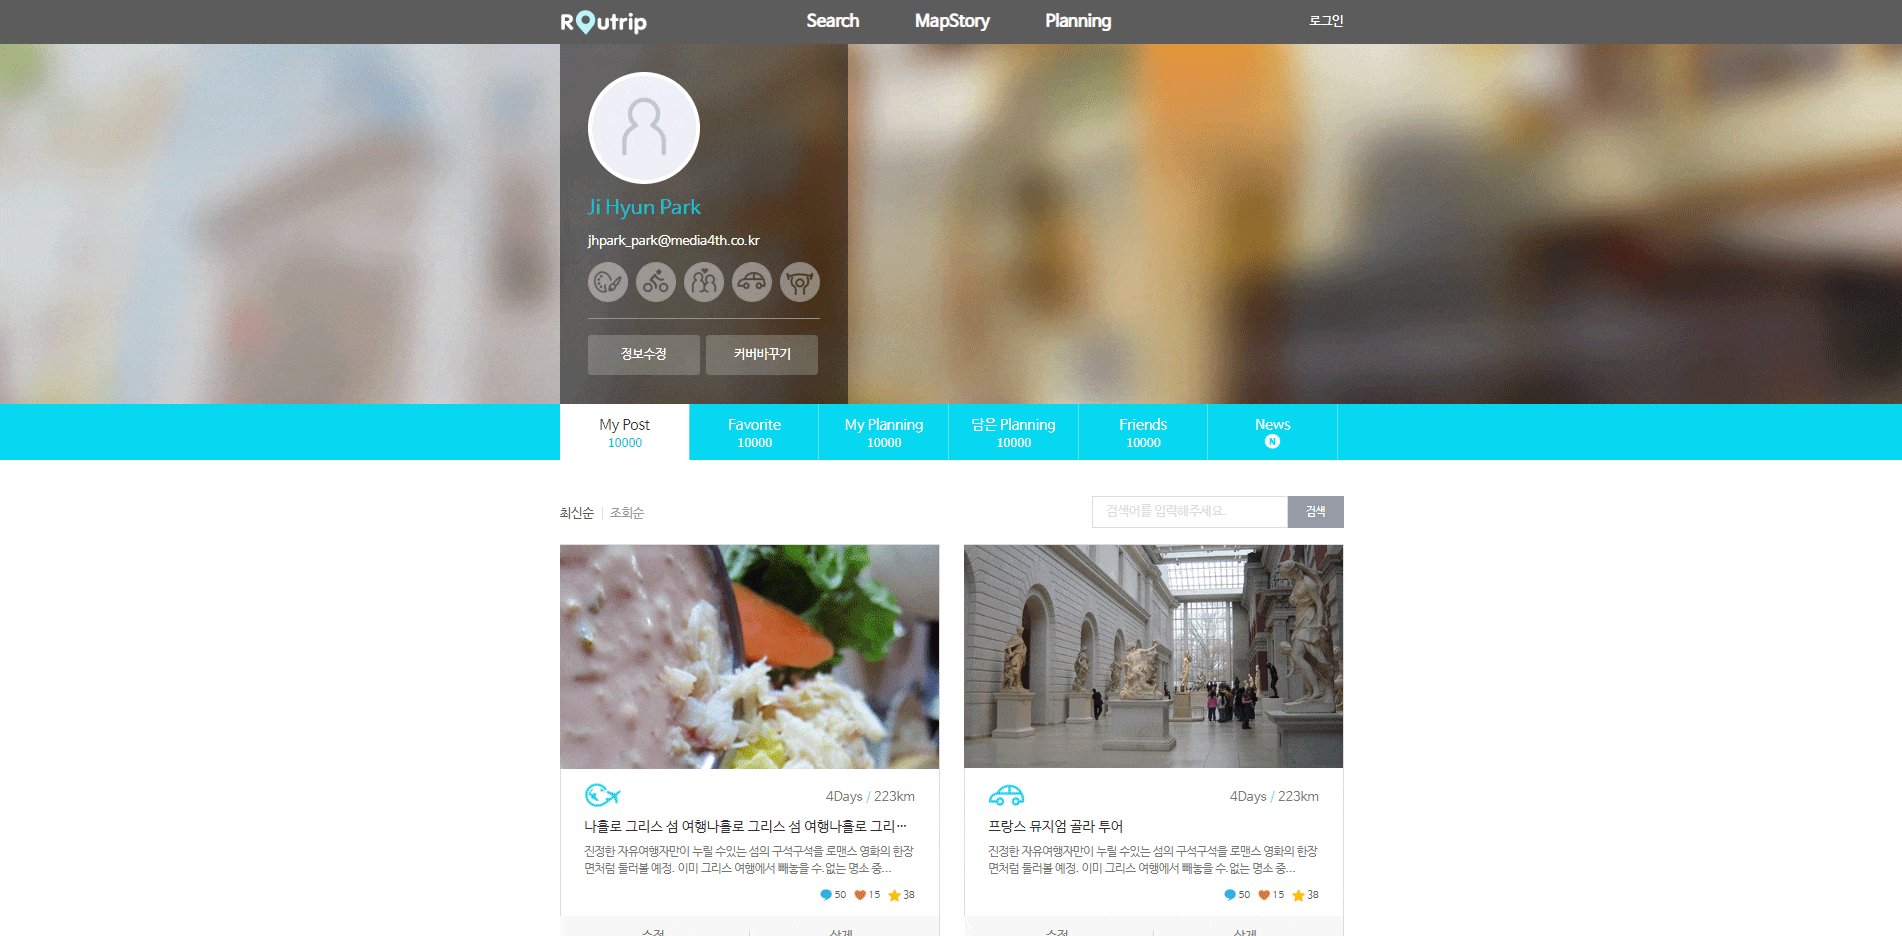 ROutrip
Search
MapStory
Planning
로그인
Ji Hyun Park
jhpark_park@media4th.co.kr
정보수정
커버바꾸기
My Post
10000
Favorite
10000
My Planning
10000
담은 Planning
10000
Friends
10000
News
N
최신순 | 조회순
검색어를 입력해주세요.
검색
4Days / 223km
나홀로 그리스 섬 여행나홀로 그리스 섬 여행나홀로 그리…
진정한 자유여행자만이 누릴 수있는 섬의 구석구석을 로맨스 영화의 한장
면처럼 둘러볼 예정. 이미 그리스 여행에서 빼놓을 수.없는 명소 중...
50 15 38
수정
삭제
4Days / 223km
프랑스 뮤지엄 골라 투어
진정한 자유여행자만이 누릴 수있는 섬의 구석구석을 로맨스 영화의 한장
면처럼 둘러볼 예정. 이미 그리스 여행에서 빼놓을 수.없는 명소 중...
50 15 38
수정
삭제